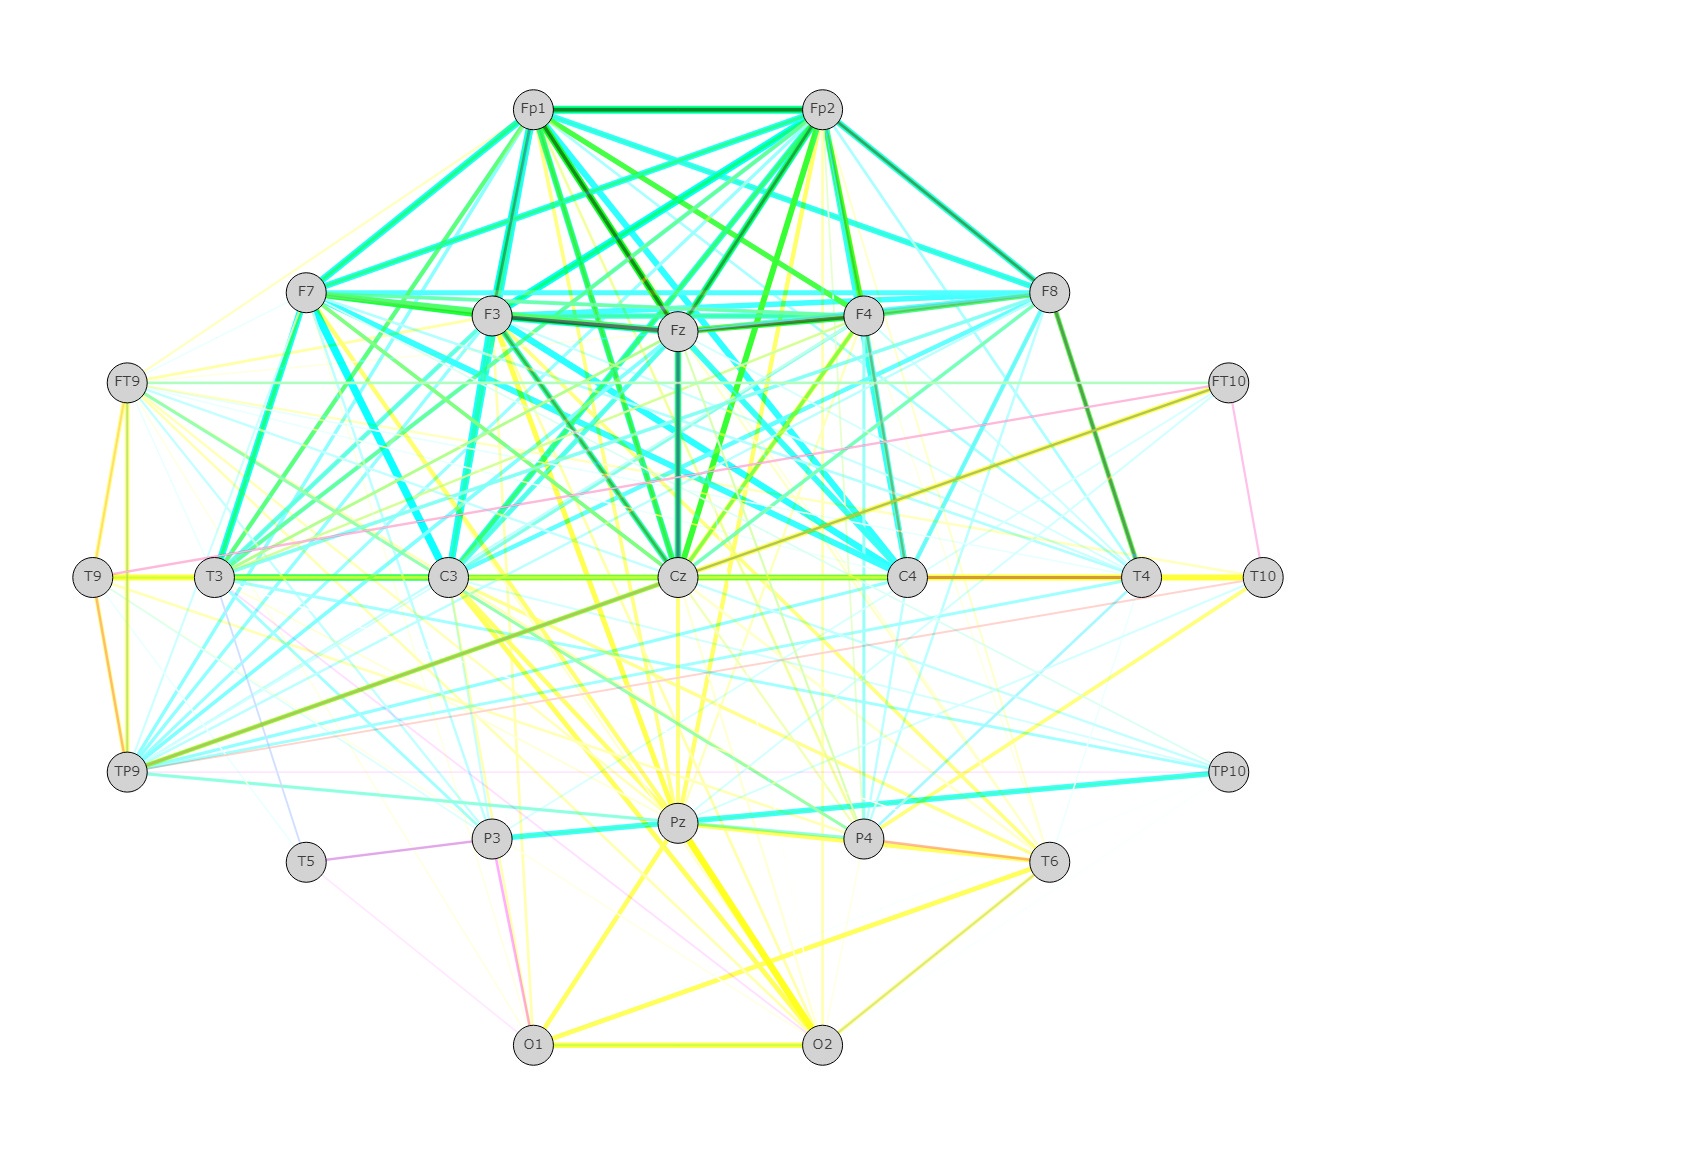 Fp1 Fp2
F7 F3 Fz F4 F8
FT9 FT10
T9 T3 C3 Cz C4 T4 T10
TP9 TP10
T5 P3 Pz P4 T6
O1 O2